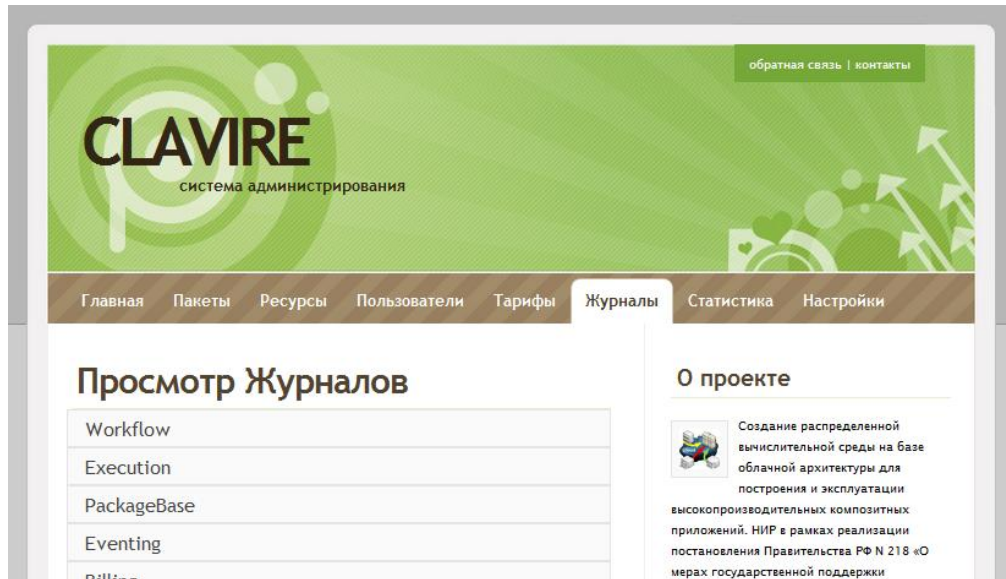 обратная связь | контакты
CLAVIRE
система администрирования
Главная Пакеты Ресурсы Пользователи Тарифы Журналы Статистика Настройки
Просмотр Журналов
Workflow
Execution
PackageBase
Eventing
Billing
О проекте
Создание распределенной
вычислительной среды на базе
облачной архитектуры для
построения и эксплуатации
высокопроизводительных композитных
приложений. НИР в рамках реализации
постановления Правительства РФ N 218 «О
мерах государственной поддержки